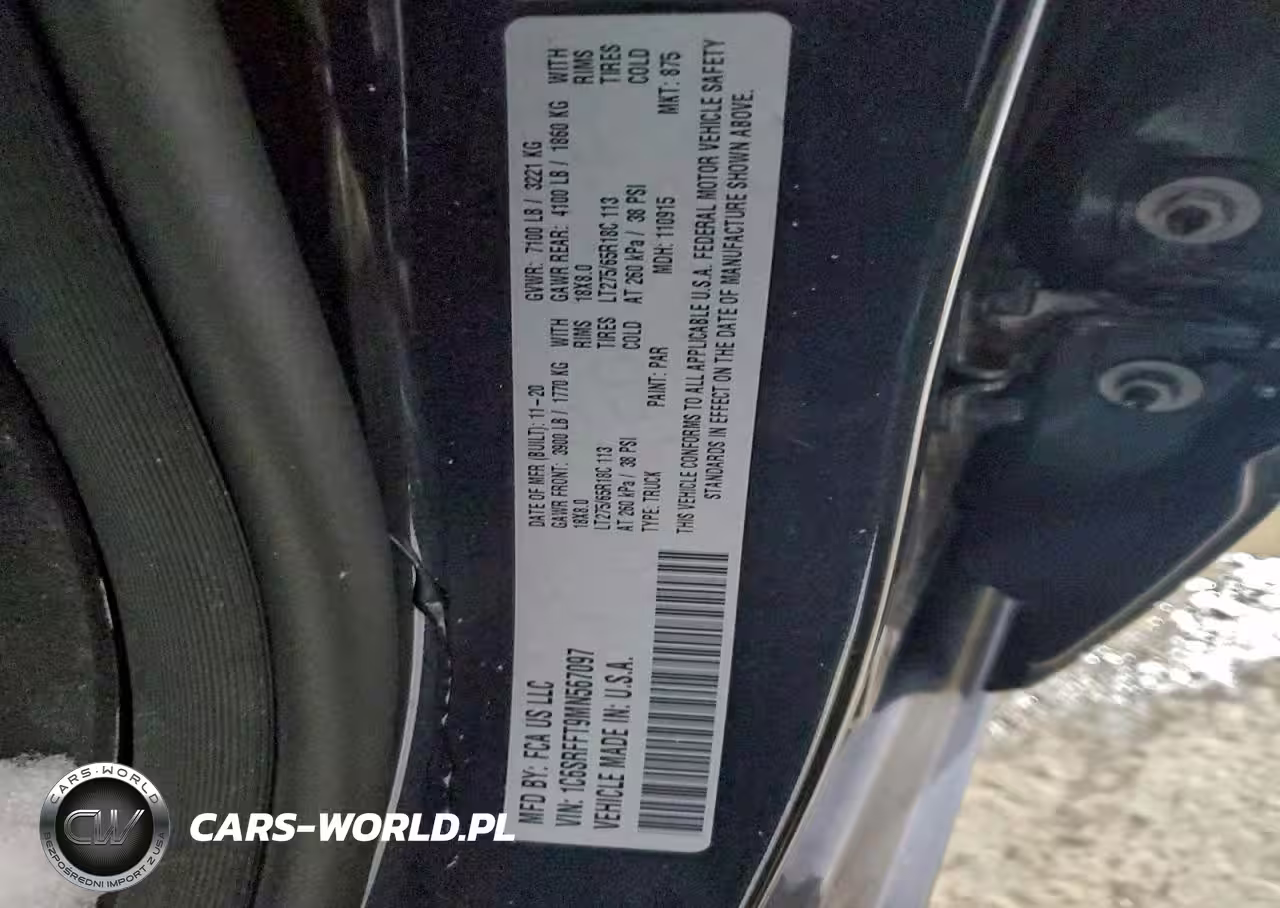 MFD BY: FCA US LLC
VIN: 1C6SRFFT9MN567097
VEHICLE MADE IN: U.S.A.
DATE OF MFR (BUILT): 11-20 GVWR: 7100 LB / 3221 KG
GAWR FRONT: 3900 LB / 1770 KG WITH GAWR REAR: 4100 LB / 1860 KG WITH
18X8.0 RIMS 18X8.0 RIMS
LT275/65R18C 113 TIRES LT275/65R18C 113 TIRES
AT 260 kPa / 38 PSI COLD AT 260 kPa / 38 PSI COLD
TYPE: TRUCK PAINT: PAR MDH: 110915 MKT: 875
THIS VEHICLE CONFORMS TO ALL APPLICABLE U.S.A. FEDERAL MOTOR VEHICLE SAFETY
STANDARDS IN EFFECT ON THE DATE OF MANUFACTURE SHOWN ABOVE.
CARS-WORLD
CW
BEZPOŚREDNI IMPORT Z USA
CARS-WORLD.PL